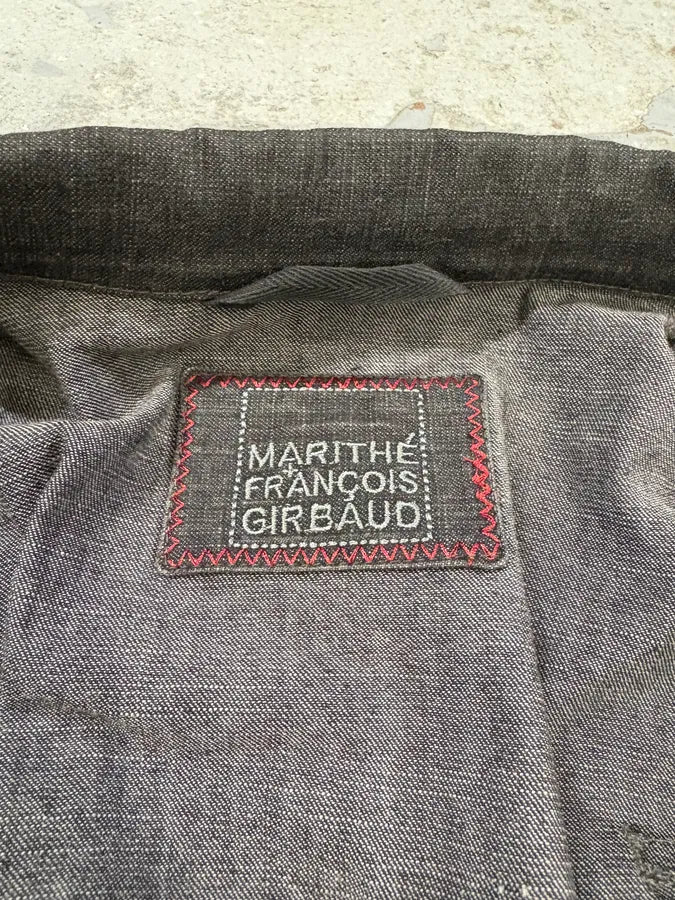 MARITHÉ
+
FRANÇOIS
GIRBAUD